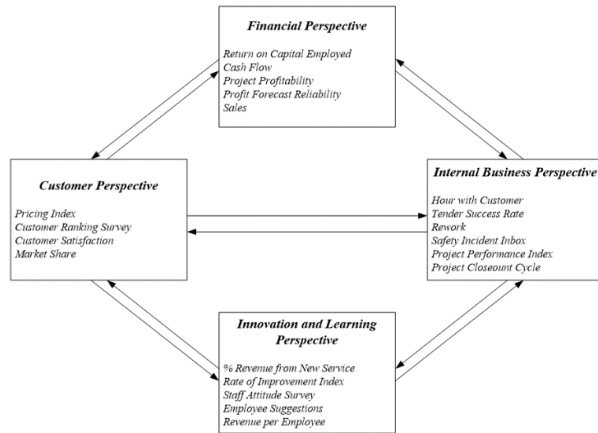 Financial Perspective
Return on Capital Employed
Cash Flow
Project Profitability
Profit Forecast Reliability
Sales
Customer Perspective
Pricing Index
Customer Ranking Survey
Customer Satisfaction
Market Share
Internal Business Perspective
Hour with Customer
Tender Success Rate
Rework
Safety Incident Inbox
Project Performance Index
Project Closeount Cycle
Innovation and Learning
Perspective
% Revenue from New Service
Rate of Improvement Index
Staff Attitude Survey
Employee Suggestions
Revenue per Employee